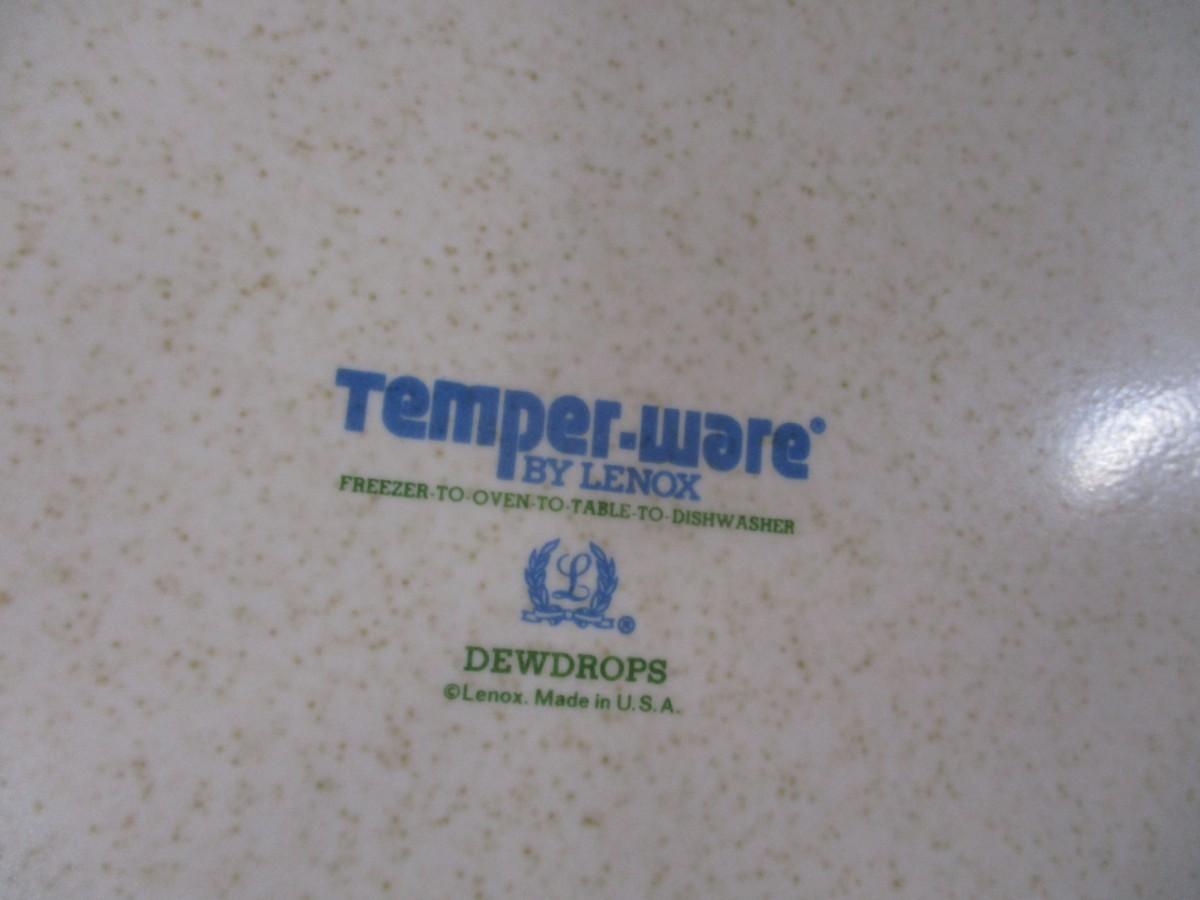 Temper-ware®
BY LENOX
FREEZER-TO-OVEN-TO-TABLE-TO-DISHWASHER
L ®
DEWDROPS
©Lenox. Made in U.S.A.